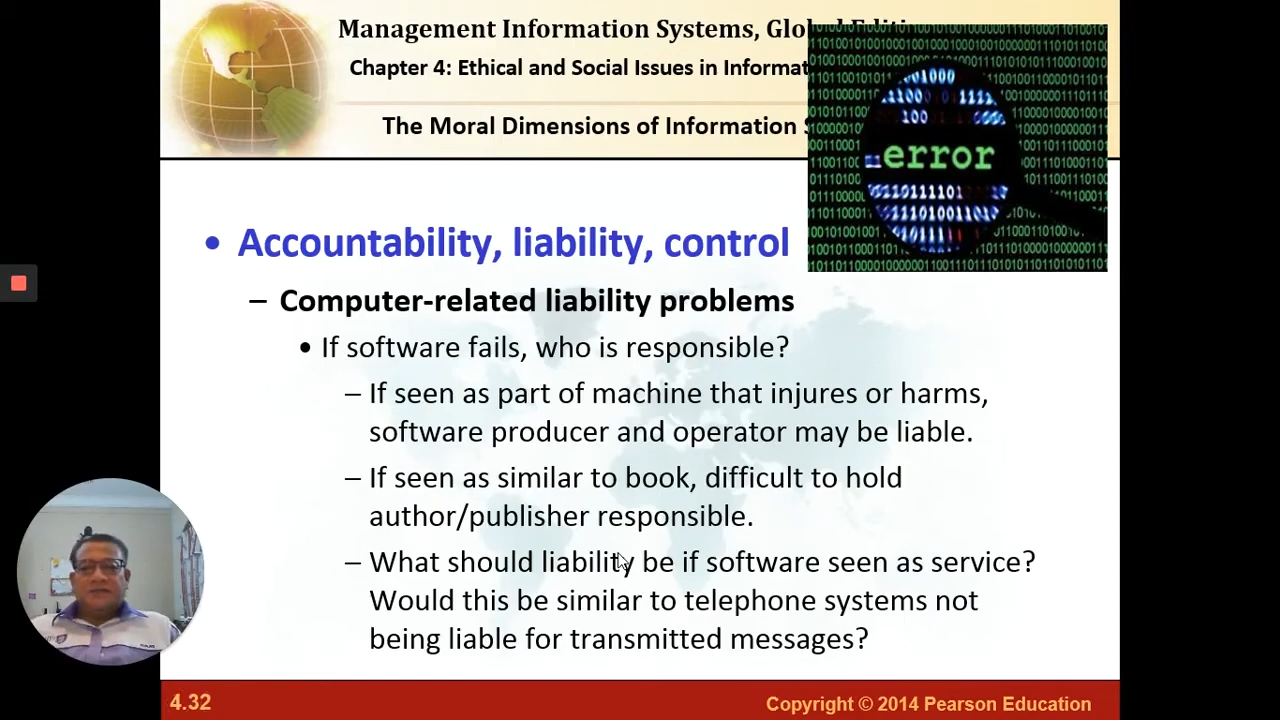 Management Information Systems, Global Edition
Chapter 4: Ethical and Social Issues in Informat
The Moral Dimensions of Information S
error
• Accountability, liability, control
– Computer-related liability problems
• If software fails, who is responsible?
– If seen as part of machine that injures or harms,
software producer and operator may be liable.
– If seen as similar to book, difficult to hold
author/publisher responsible.
– What should liability be if software seen as service?
Would this be similar to telephone systems not
being liable for transmitted messages?
4.32
Copyright © 2014 Pearson Education